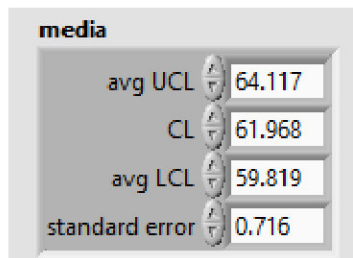 media
avg UCL 64.117
CL 61.968
avg LCL 59.819
standard error 0.716